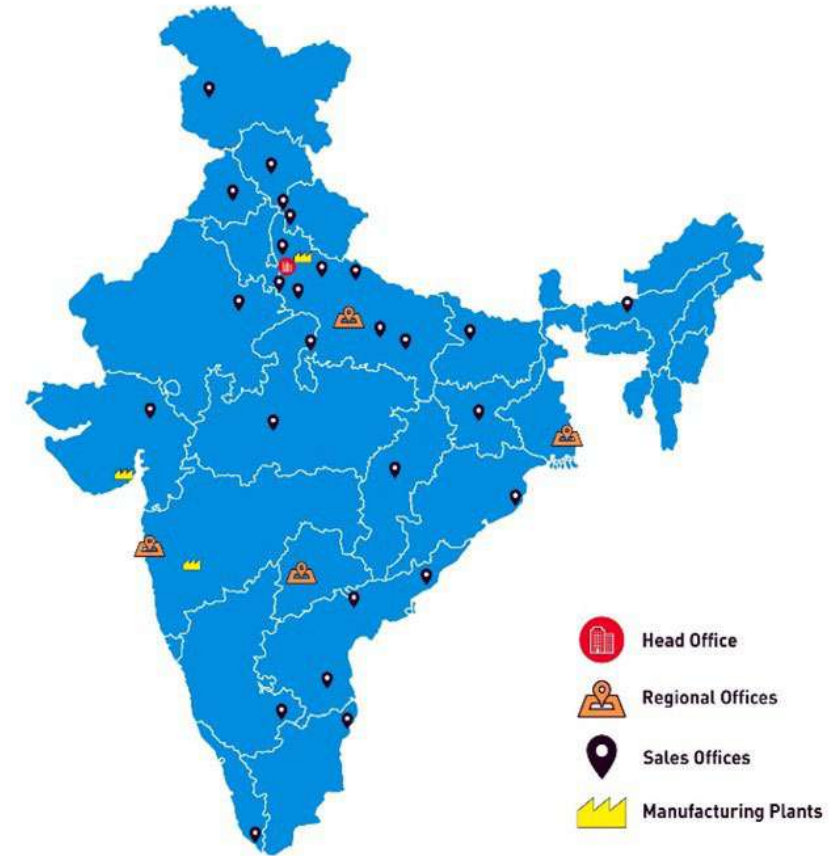 Head Office
Regional Offices
Sales Offices
Manufacturing Plants